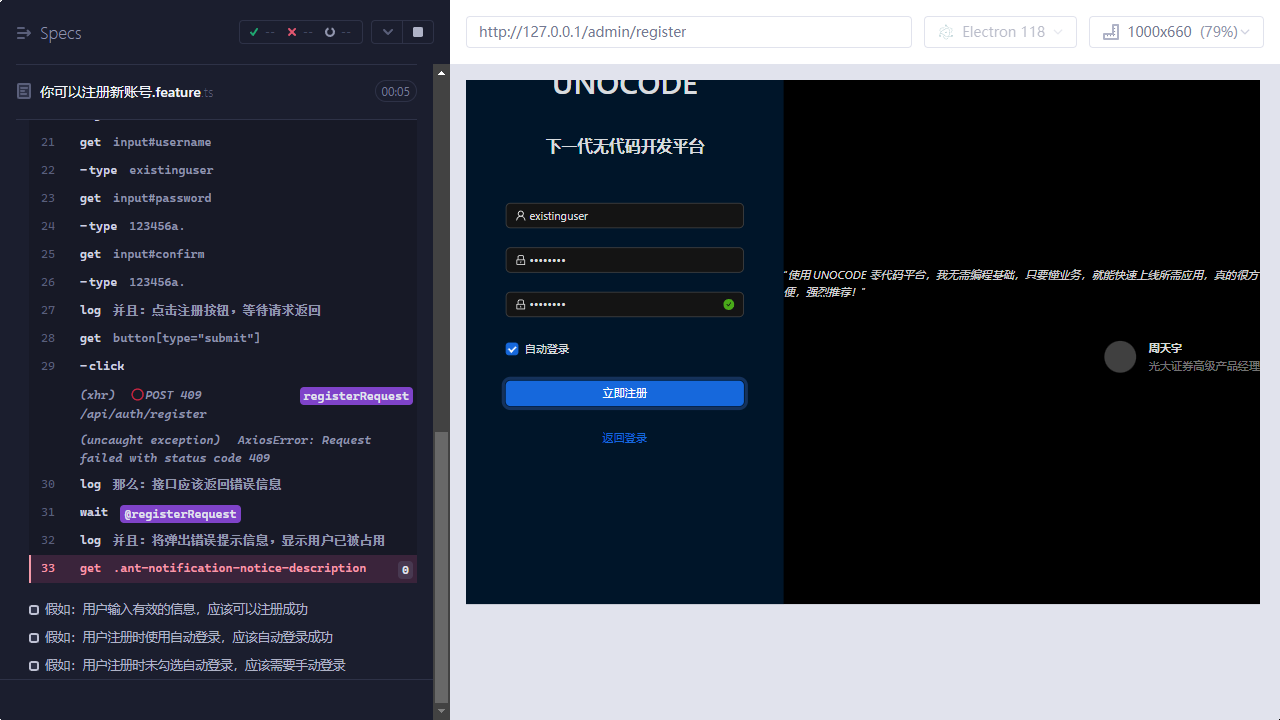 Specs
-- -- --
http://127.0.0.1/admin/register
Electron 118
1000x660 (79%)
你可以注册新账号.feature.ts
00:05
21 get input#username
22 -type existinguser
23 get input#password
24 -type 123456a.
25 get input#confirm
26 -type 123456a.
27 log 并且：点击注册按钮，等待请求返回
28 get button[type="submit"]
29 -click
(xhr) POST 409 registerRequest
/api/auth/register
(uncaught exception) AxiosError: Request
failed with status code 409
30 log 那么：接口应该返回错误信息
31 wait @registerRequest
32 log 并且：将弹出错误提示信息，显示用户已被占用
33 get .ant-notification-notice-description 0
假如：用户输入有效的信息，应该可以注册成功
假如：用户注册时使用自动登录，应该自动登录成功
假如：用户注册时未勾选自动登录，应该需要手动登录
UNOCODE
下一代无代码开发平台
existinguser
••••••••
••••••••
自动登录
立即注册
返回登录
"使用 UNOCODE 零代码平台，我无需编程基础，只要懂业务，就能快速上线所需应用，真的很方
便，强烈推荐！"
周天宇
光大证券高级产品经理